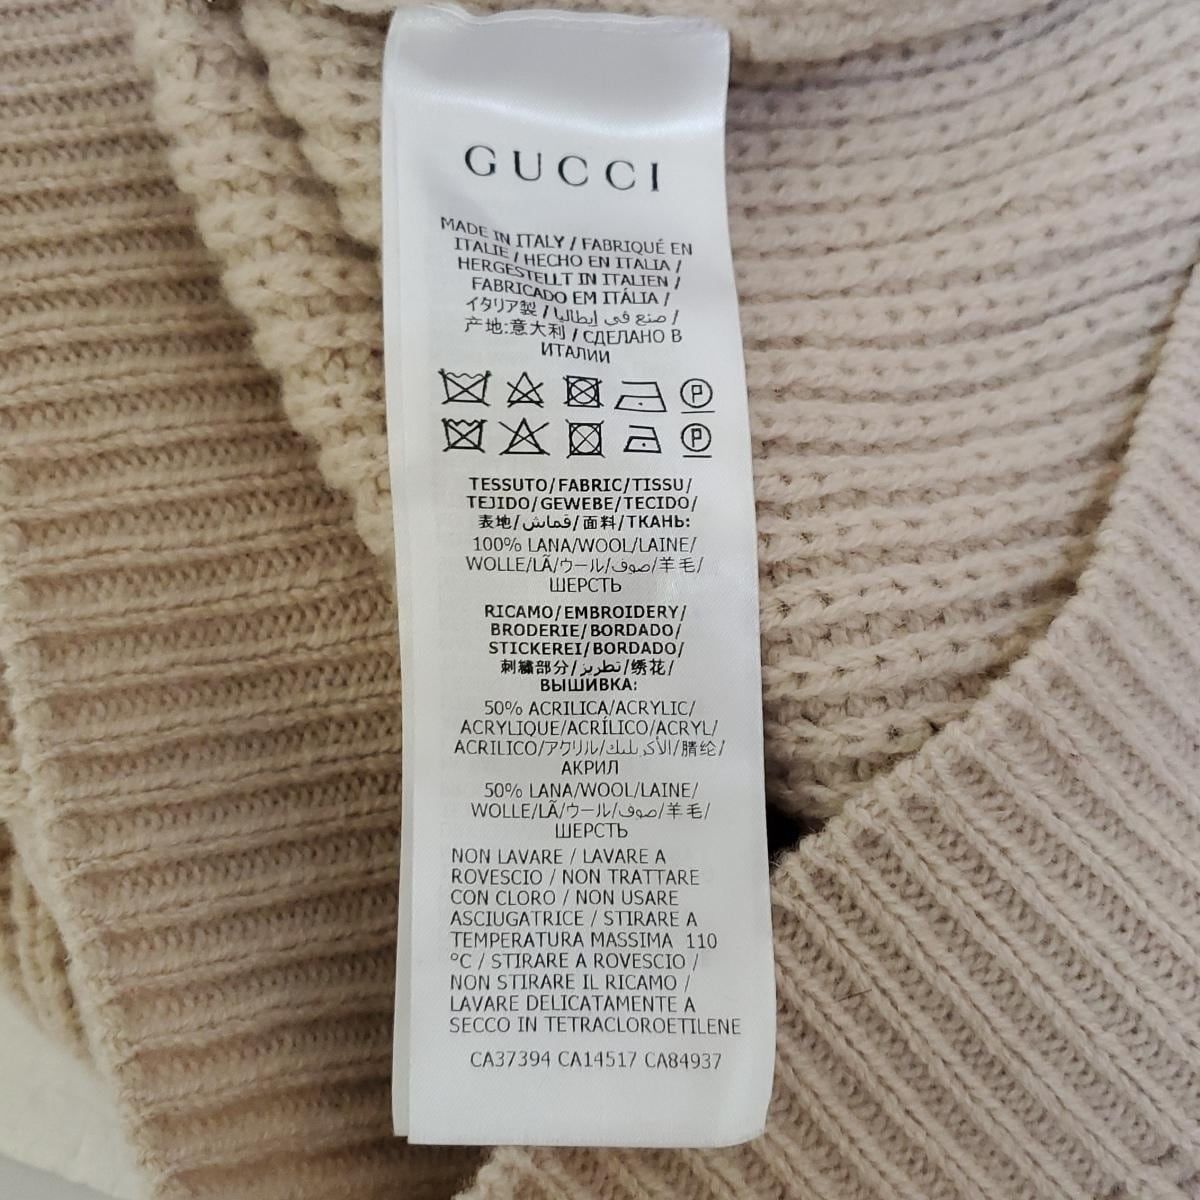 GUCCI
MADE IN ITALY / FABRIQUÉ EN
ITALIE / HECHO EN ITALIA /
HERGESTELLT IN ITALIEN /
FABRICADO EM ITÁLIA /
イタリア製 / صنع في إيطاليا /
产地:意大利 / СДЕЛАНО В
ИТАЛИИ
P
P
TESSUTO/FABRIC/TISSU/
TEJIDO/GEWEBE/TECIDO/
表地/قماش/面料/ТКАНЬ:
100% LANA/WOOL/LAINE/
WOLLE/LÃ/ウール/صوف/羊毛/
ШЕРСТЬ
RICAMO/EMBROIDERY/
BRODERIE/BORDADO/
STICKEREI/BORDADO/
刺繍部分/تطريز/绣花/
ВЫШИВКА:
50% ACRILICA/ACRYLIC/
ACRYLIQUE/ACRÍLICO/ACRYL/
ACRILICO/アクリル/الأكريليك/腈纶/
АКРИЛ
50% LANA/WOOL/LAINE/
WOLLE/LÃ/ウール/صوف/羊毛/
ШЕРСТЬ
NON LAVARE / LAVARE A
ROVESCIO / NON TRATTARE
CON CLORO / NON USARE
ASCIUGATRICE / STIRARE A
TEMPERATURA MASSIMA 110
°C / STIRARE A ROVESCIO /
NON STIRARE IL RICAMO /
LAVARE DELICATAMENTE A
SECCO IN TETRACLOROETILENE
CA37394 CA14517 CA84937